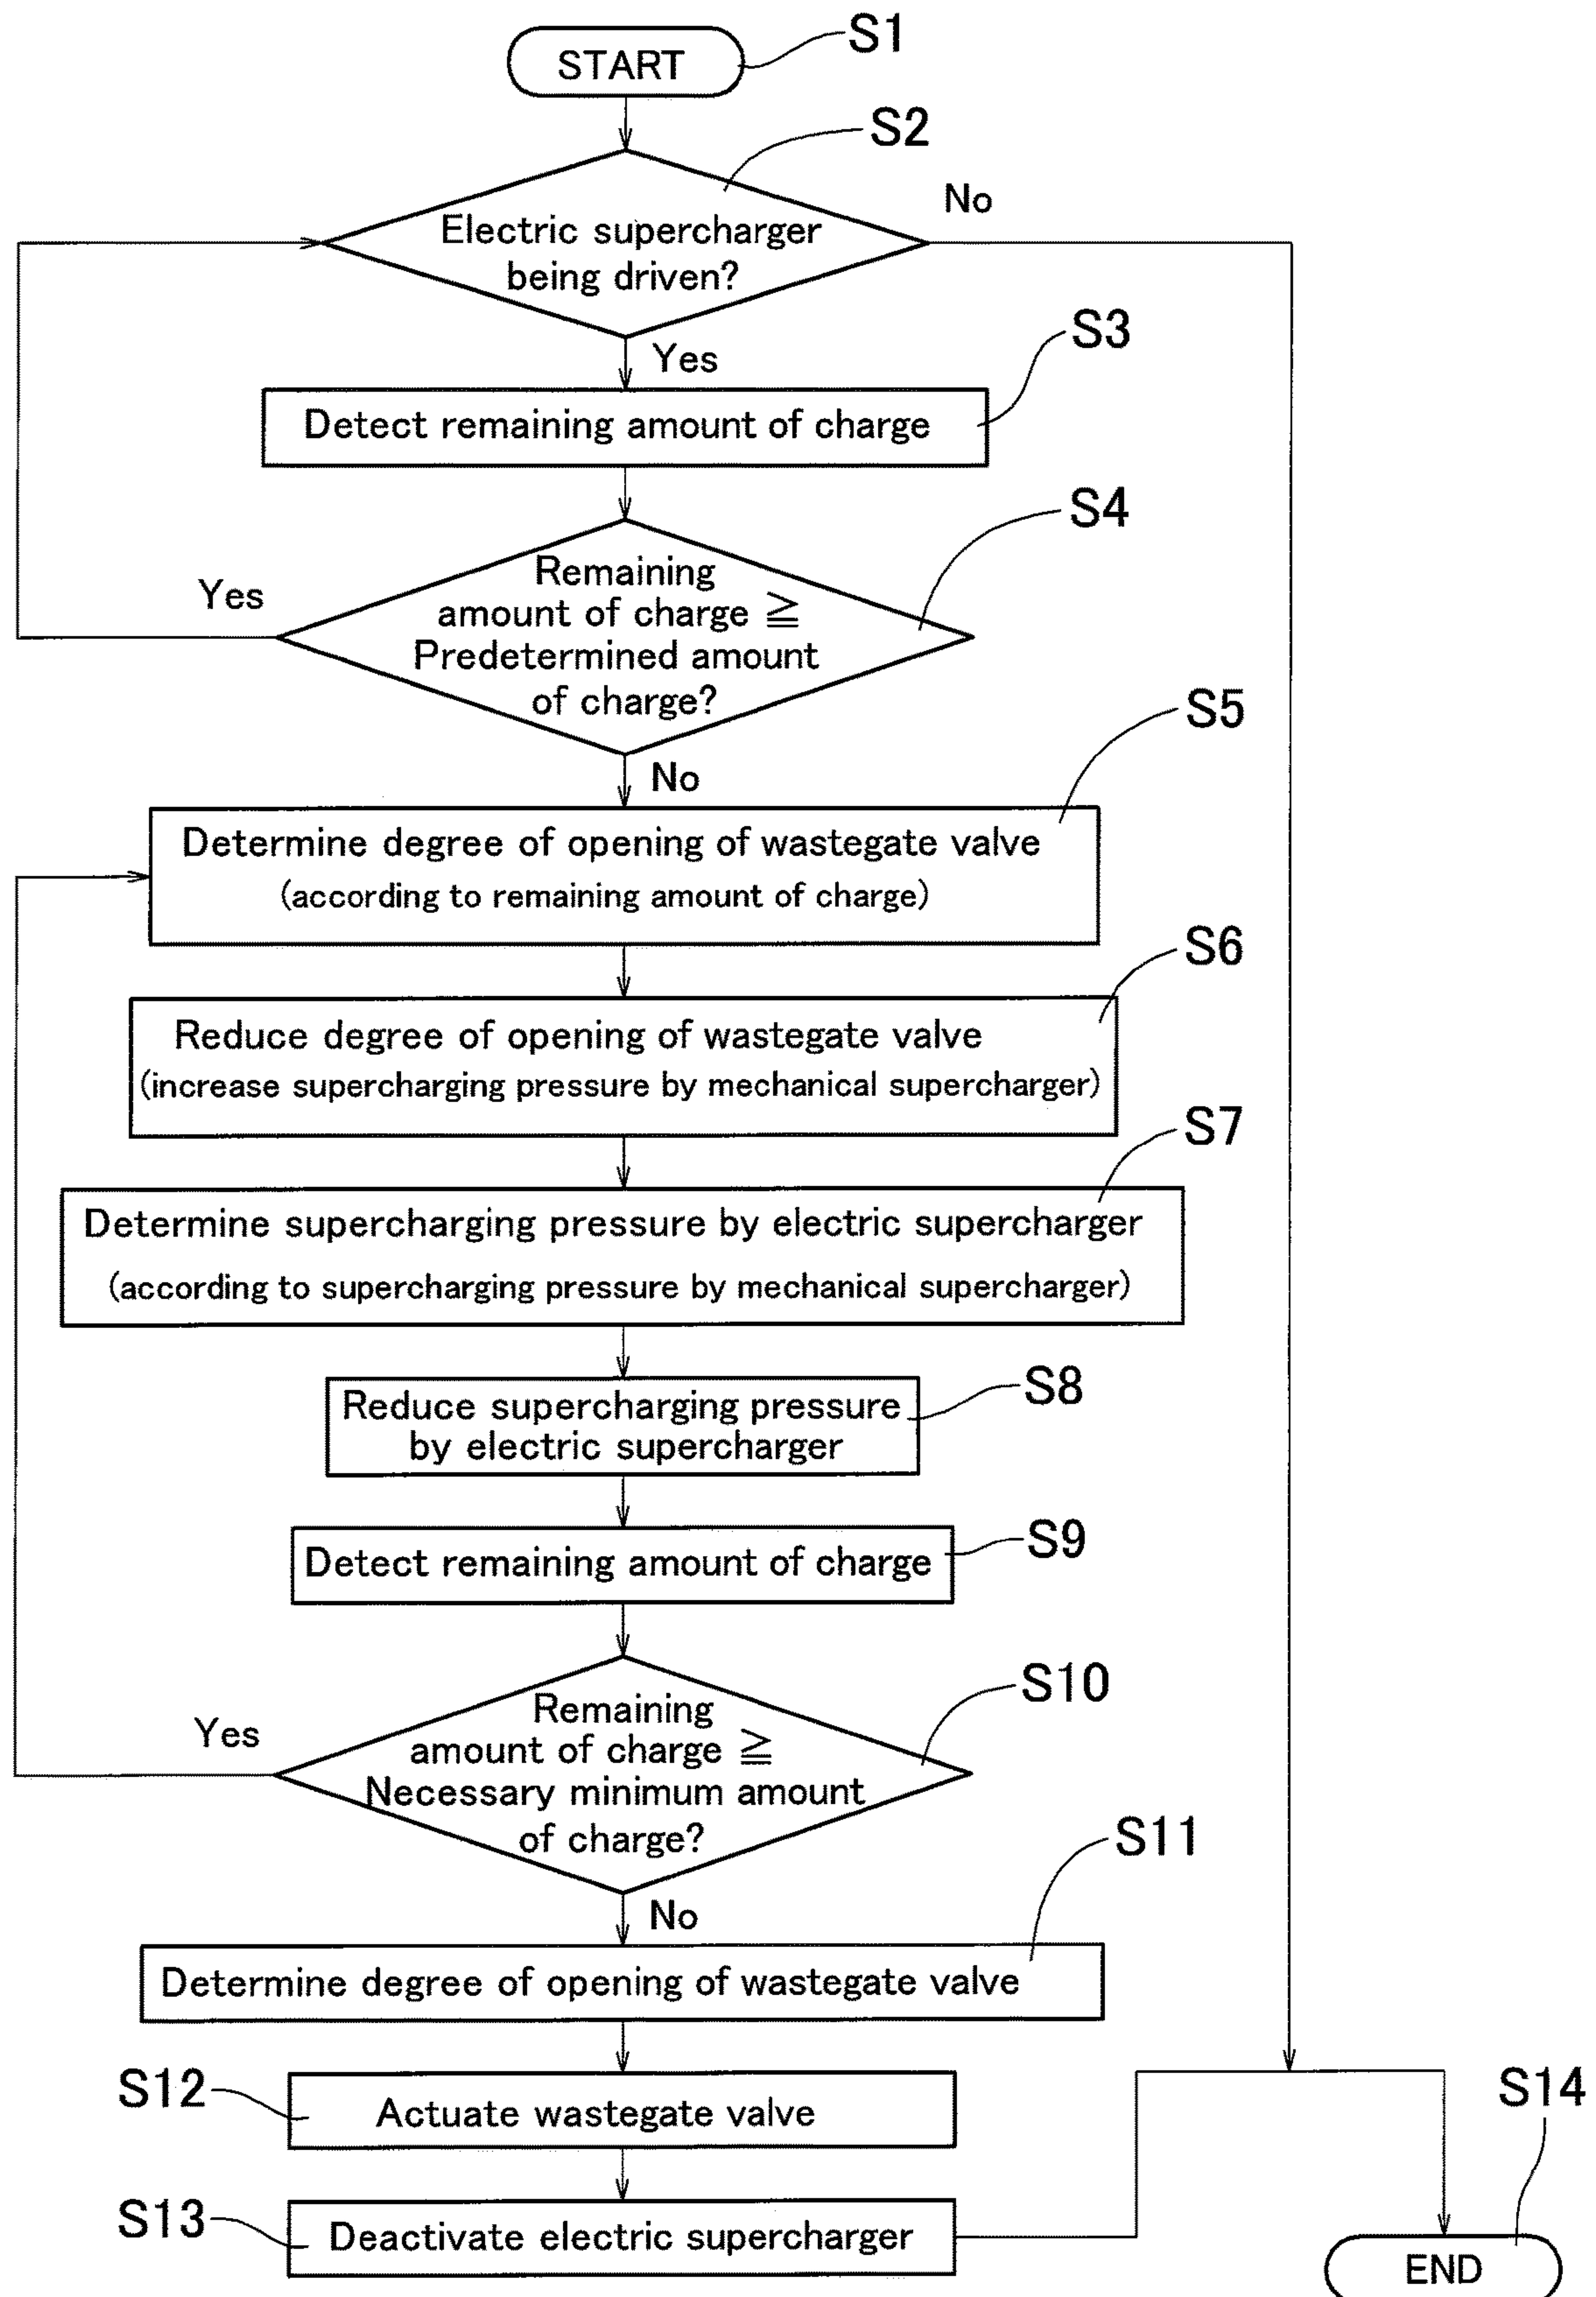 START
S1
S2
No
Electric supercharger
being driven?
Yes
S3
Detect remaining amount of charge
S4
Remaining
amount of charge ≧
Predetermined amount
of charge?
Yes
No
S5
Determine degree of opening of wastegate valve
(according to remaining amount of charge)
S6
Reduce degree of opening of wastegate valve
(increase supercharging pressure by mechanical supercharger)
S7
Determine supercharging pressure by electric supercharger
(according to supercharging pressure by mechanical supercharger)
S8
Reduce supercharging pressure
by electric supercharger
S9
Detect remaining amount of charge
S10
Remaining
amount of charge ≧
Necessary minimum amount
of charge?
Yes
No
S11
Determine degree of opening of wastegate valve
S12
Actuate wastegate valve
S13
Deactivate electric supercharger
S14
END